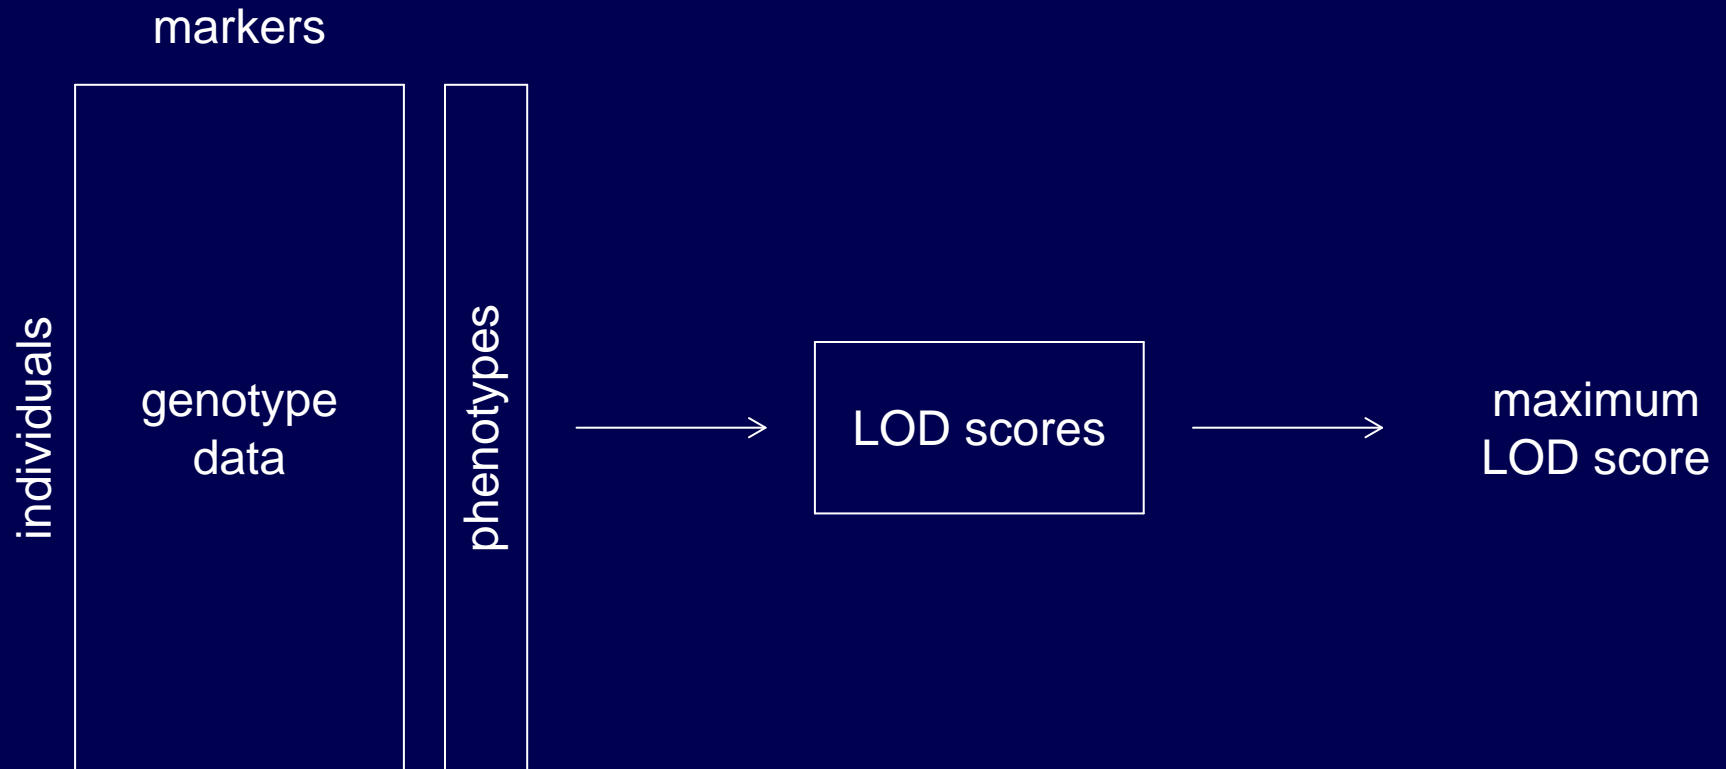 markers
individuals
genotype
data
phenotypes
LOD scores
maximum
LOD score